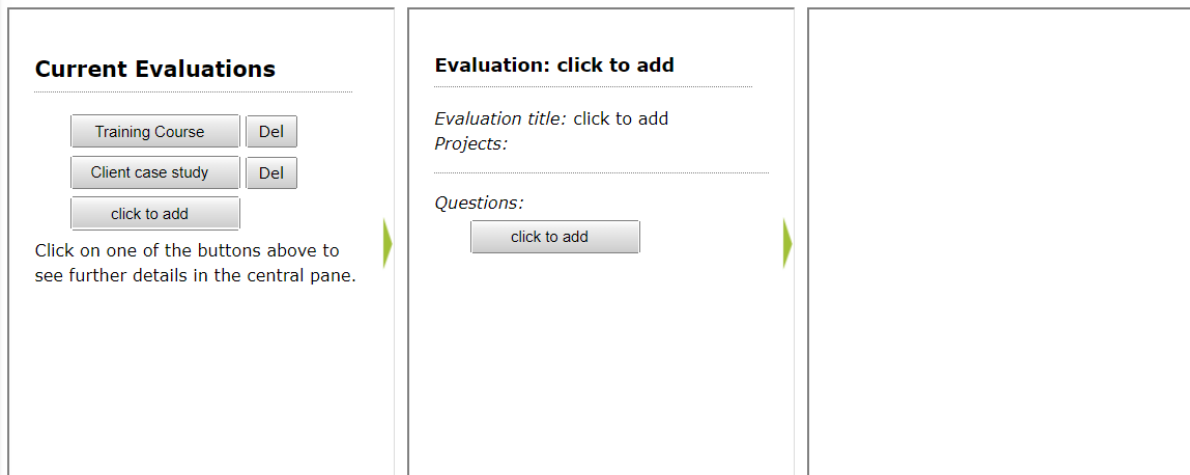 Current Evaluations
Training Course Del
Client case study Del
click to add
Click on one of the buttons above to
see further details in the central pane.
Evaluation: click to add
Evaluation title: click to add
Projects:
Questions:
click to add